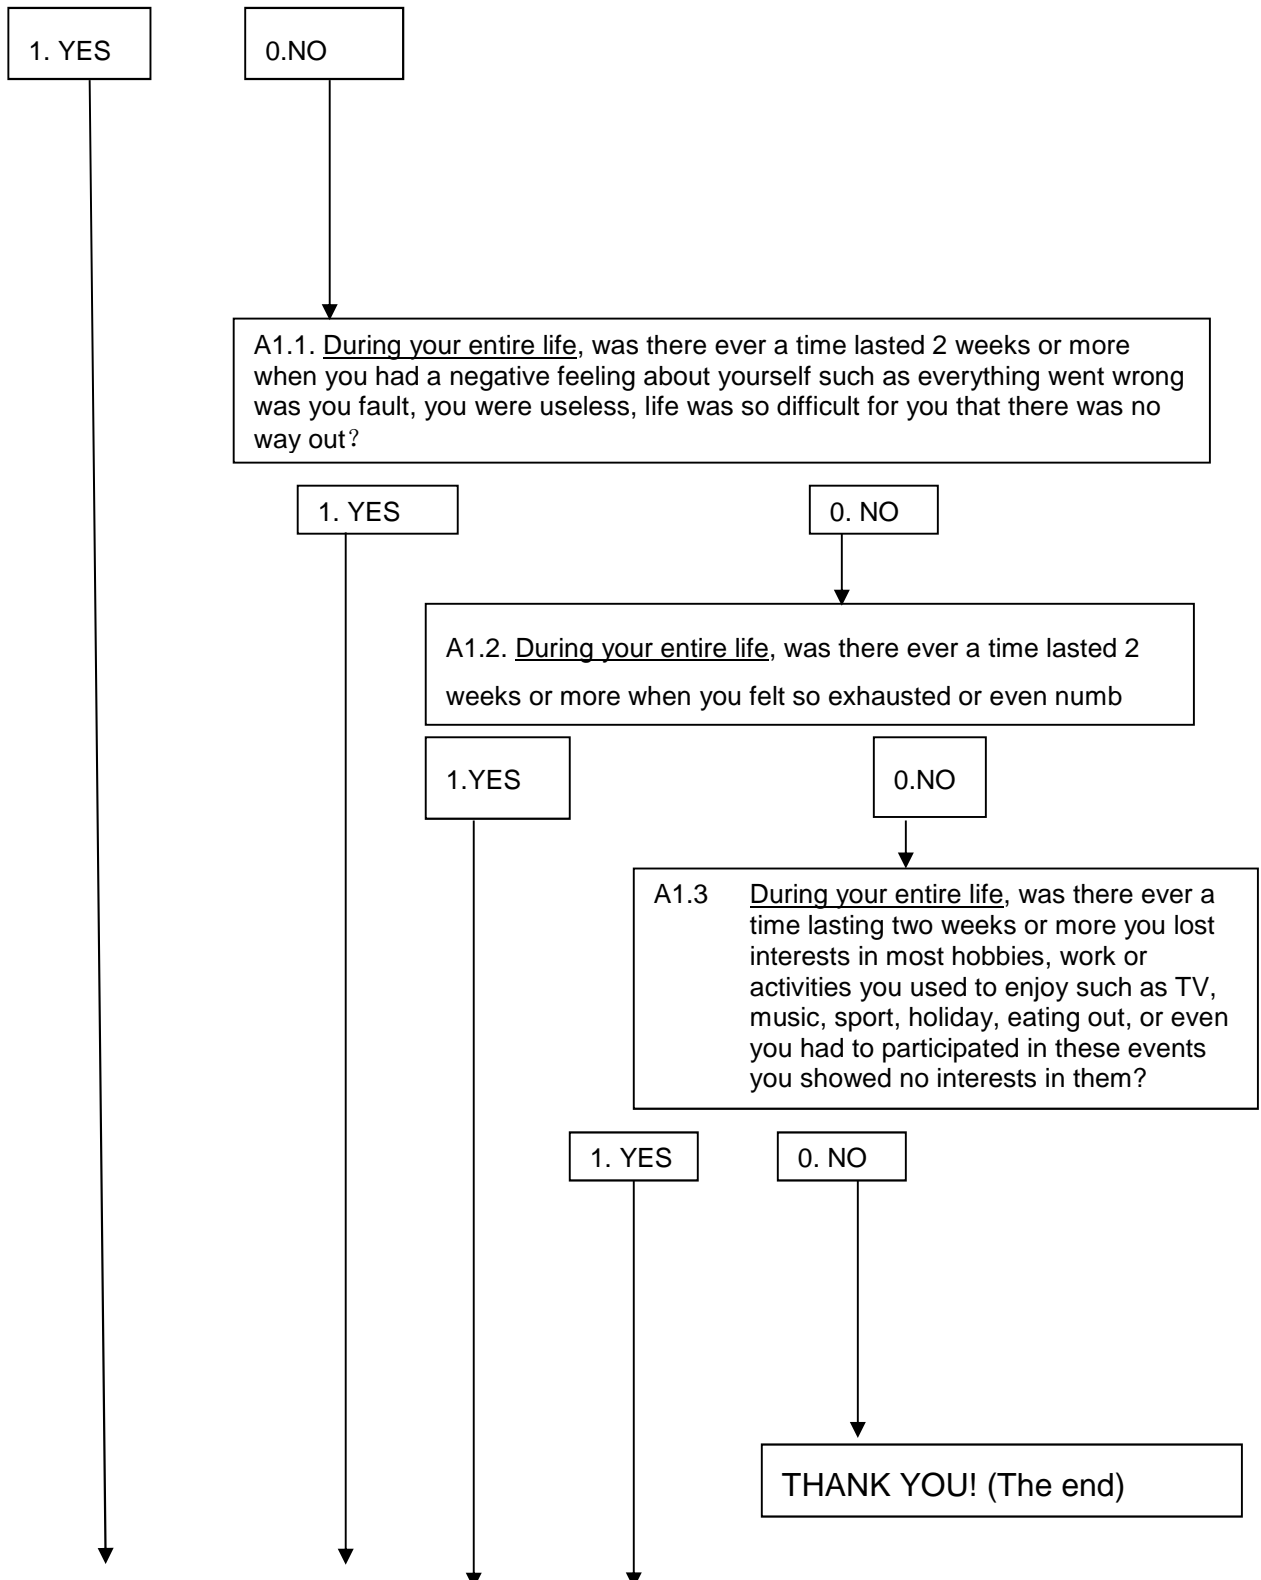 1. YES
0.NO
A1.1. During your entire life, was there ever a time lasted 2 weeks or more
when you had a negative feeling about yourself such as everything went wrong
was you fault, you were useless, life was so difficult for you that there was no
way out？
1. YES
0. NO
A1.2. During your entire life, was there ever a time lasted 2
weeks or more when you felt so exhausted or even numb
1.YES
0.NO
A1.3 During your entire life, was there ever a
time lasting two weeks or more you lost
interests in most hobbies, work or
activities you used to enjoy such as TV,
music, sport, holiday, eating out, or even
you had to participated in these events
you showed no interests in them?
1. YES
0. NO
THANK YOU! (The end)